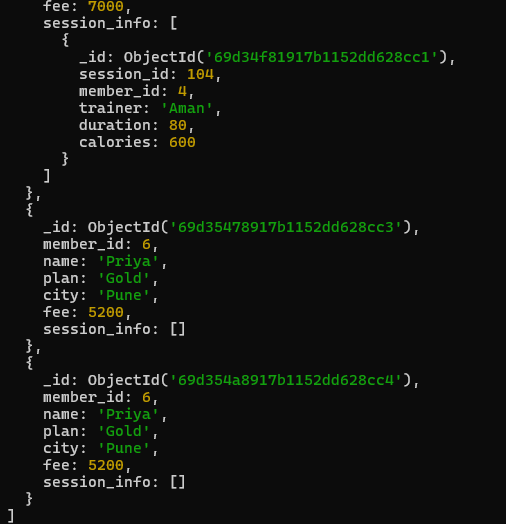 fee: 7000,
session_info: [
{
_id: ObjectId('69d34f81917b1152dd628cc1'),
session_id: 104,
member_id: 4,
trainer: 'Aman',
duration: 80,
calories: 600
}
]
},
{
_id: ObjectId('69d35478917b1152dd628cc3'),
member_id: 6,
name: 'Priya',
plan: 'Gold',
city: 'Pune',
fee: 5200,
session_info: []
},
{
_id: ObjectId('69d354a8917b1152dd628cc4'),
member_id: 6,
name: 'Priya',
plan: 'Gold',
city: 'Pune',
fee: 5200,
session_info: []
}
]